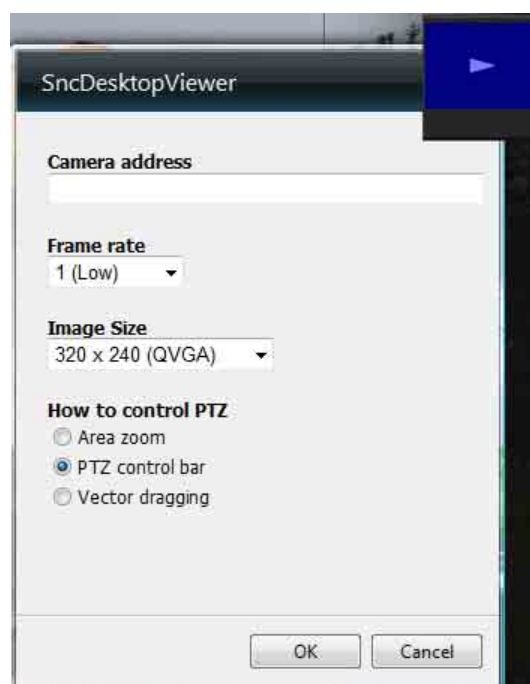 SncDesktopViewer
Camera address
Frame rate
1 (Low)
Image Size
320 x 240 (QVGA)
How to control PTZ
Area zoom
PTZ control bar
Vector dragging
OK
Cancel